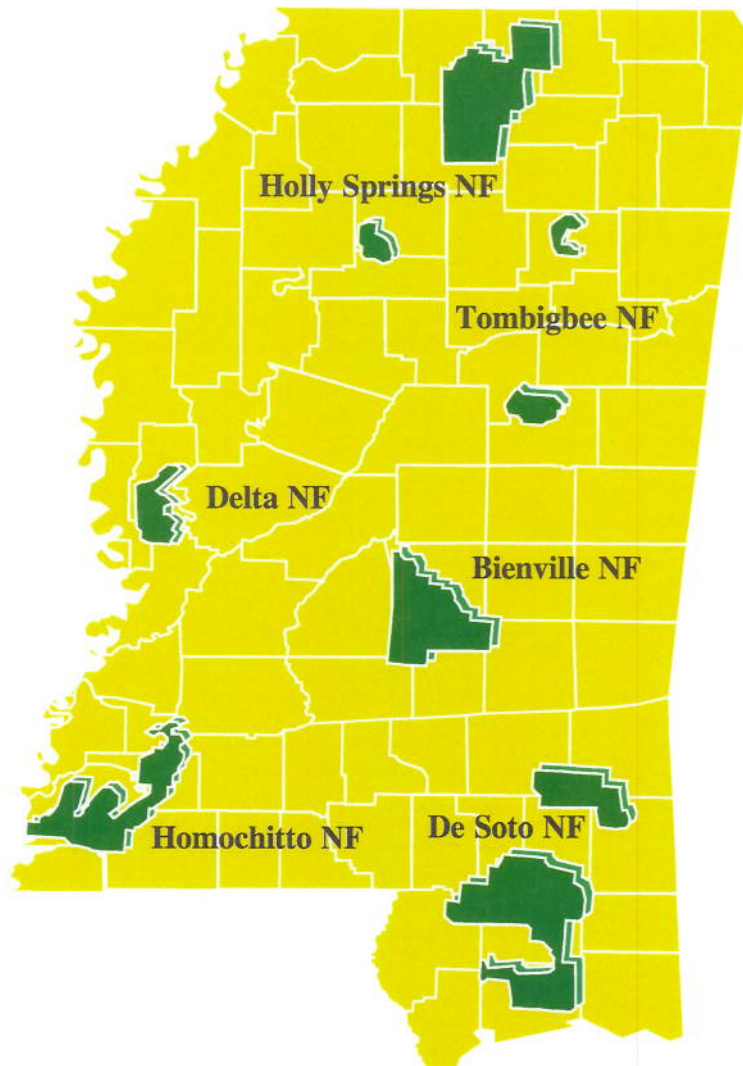 Holly Springs NF
Tombigbee NF
Delta NF
Bienville NF
Homochitto NF
De Soto NF